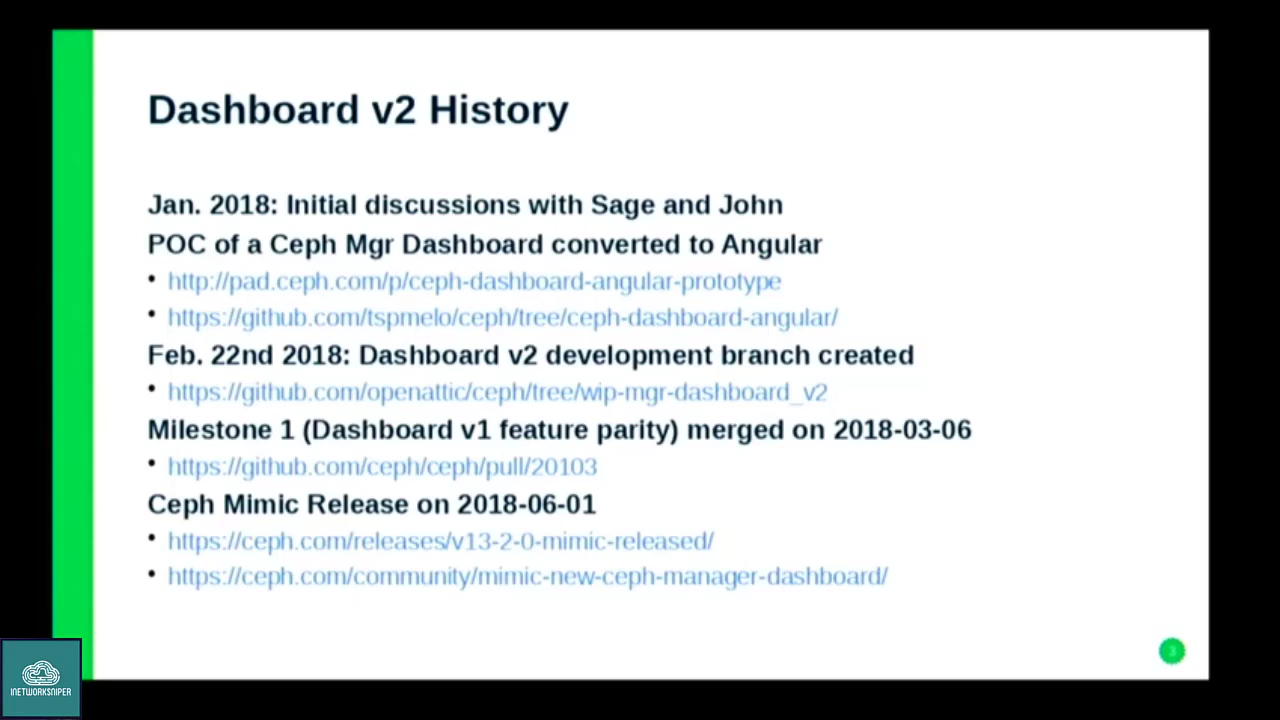 Dashboard v2 History
Jan. 2018: Initial discussions with Sage and John
POC of a Ceph Mgr Dashboard converted to Angular
• http://pad.ceph.com/p/ceph-dashboard-angular-prototype
• https://github.com/tspmelo/ceph/tree/ceph-dashboard-angular/
Feb. 22nd 2018: Dashboard v2 development branch created
• https://github.com/openattic/ceph/tree/wip-mgr-dashboard_v2
Milestone 1 (Dashboard v1 feature parity) merged on 2018-03-06
• https://github.com/ceph/ceph/pull/20103
Ceph Mimic Release on 2018-06-01
• https://ceph.com/releases/v13-2-0-mimic-released/
• https://ceph.com/community/mimic-new-ceph-manager-dashboard/
3
INETWORKSNIPER